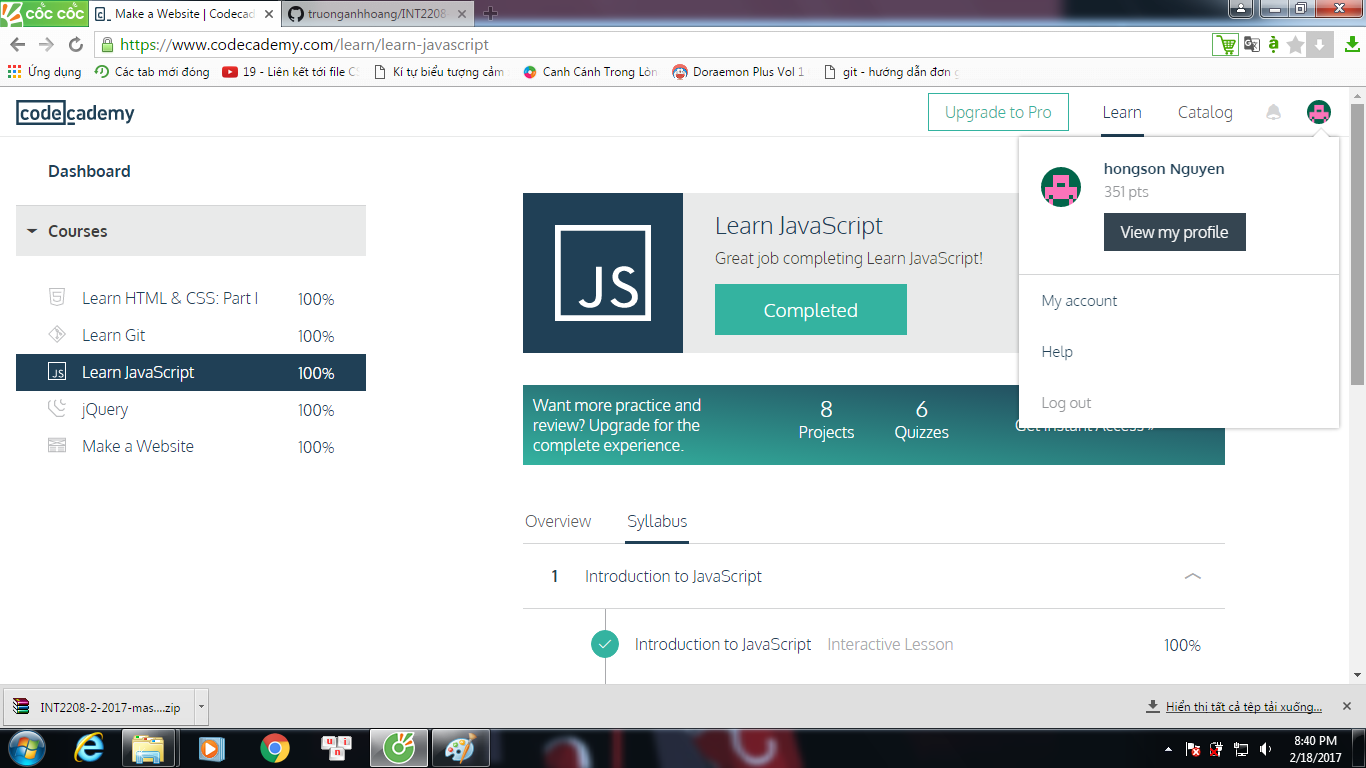 CỐC CỐC
Make a Website | Codecad
truonganhhoang/INT2208
https://www.codecademy.com/learn/learn-javascript
Ứng dụng
Các tab mới đóng
19 - Liên kết tới file C
Kí tự biểu tượng cảm
Canh Cánh Trong Lòn
Doraemon Plus Vol 1
git - hướng dẫn đơn g
codecademy
Upgrade to Pro
Learn
Catalog
Dashboard
hongson Nguyen
351 pts
View my profile
My account
Help
Log out
Courses
Learn HTML & CSS: Part I 100%
Learn Git 100%
JS Learn JavaScript 100%
jQuery 100%
Make a Website 100%
JS
Learn JavaScript
Great job completing Learn JavaScript!
Completed
Want more practice and
review? Upgrade for the
complete experience.
8
Projects
6
Quizzes
Get Instant Access »
Overview
Syllabus
1 Introduction to JavaScript
Introduction to JavaScript Interactive Lesson 100%
INT2208-2-2017-mas....zip
Hiển thị tất cả tệp tải xuống...
u n i
8:40 PM
2/18/2017